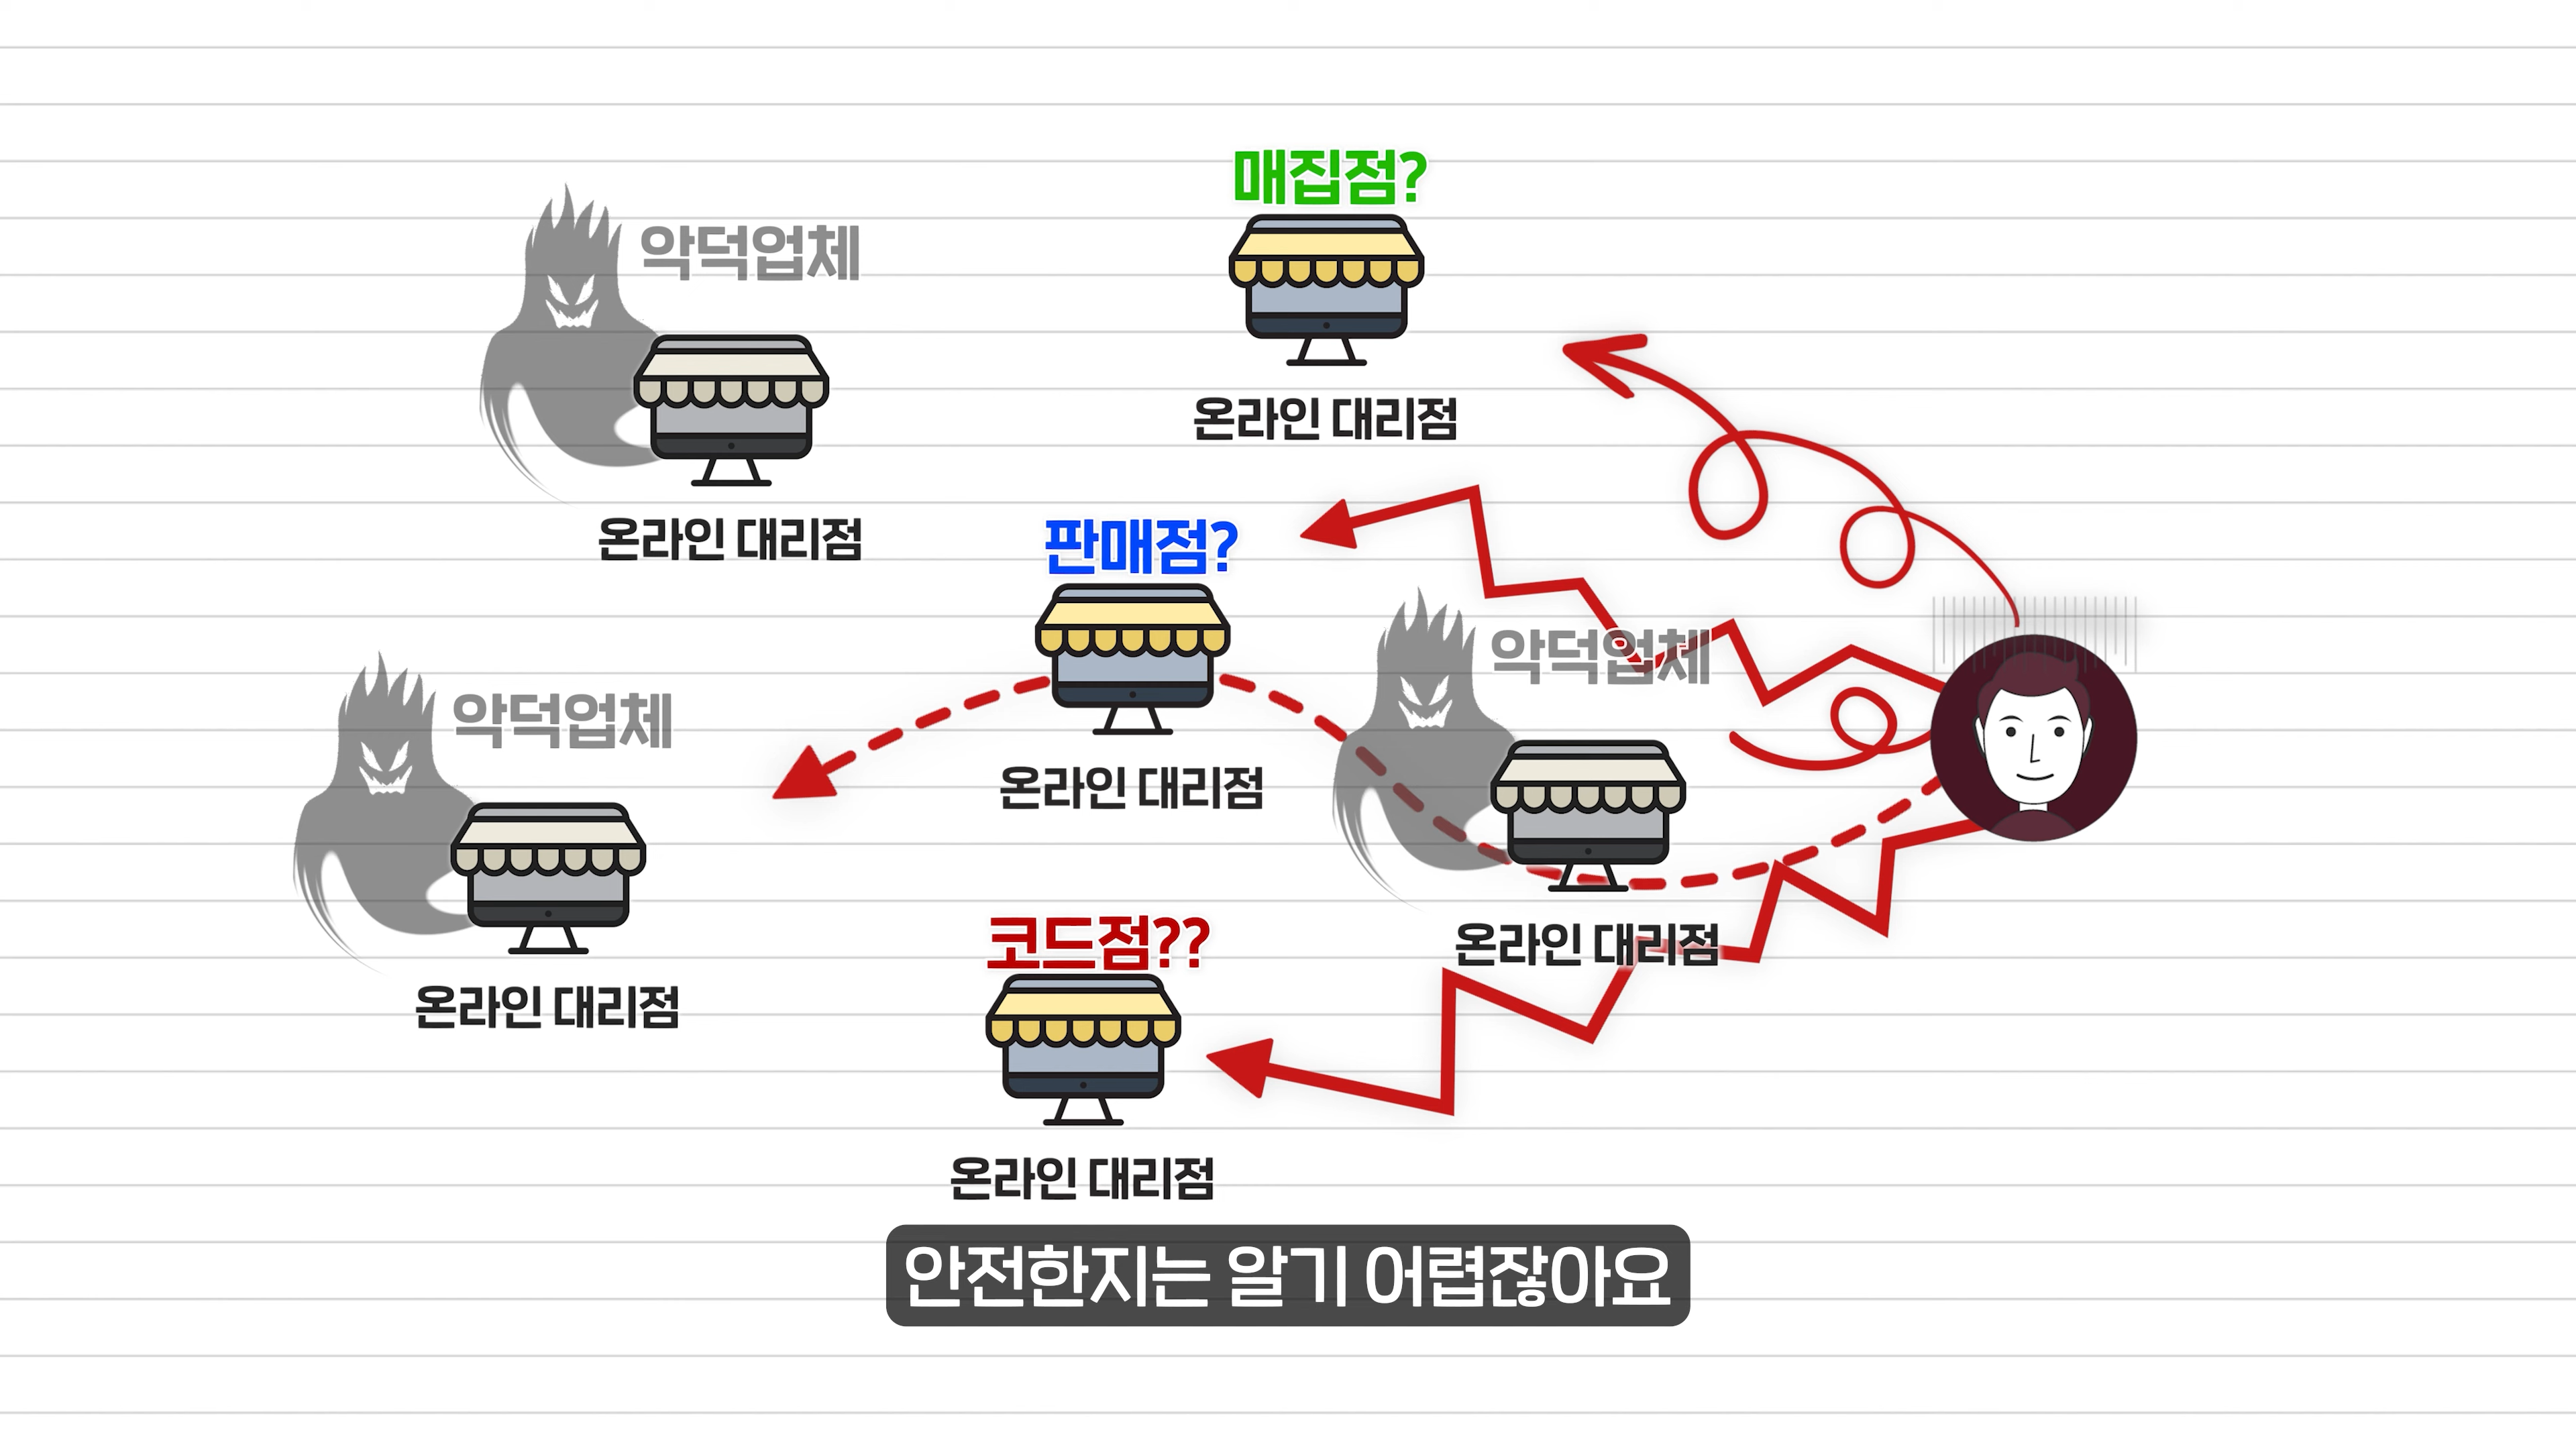 매집점?
온라인 대리점
악덕업체
온라인 대리점
판매점?
온라인 대리점
악덕업체
온라인 대리점
악덕업체
온라인 대리점
코드점??
온라인 대리점
안전한지는 알기 어렵잖아요